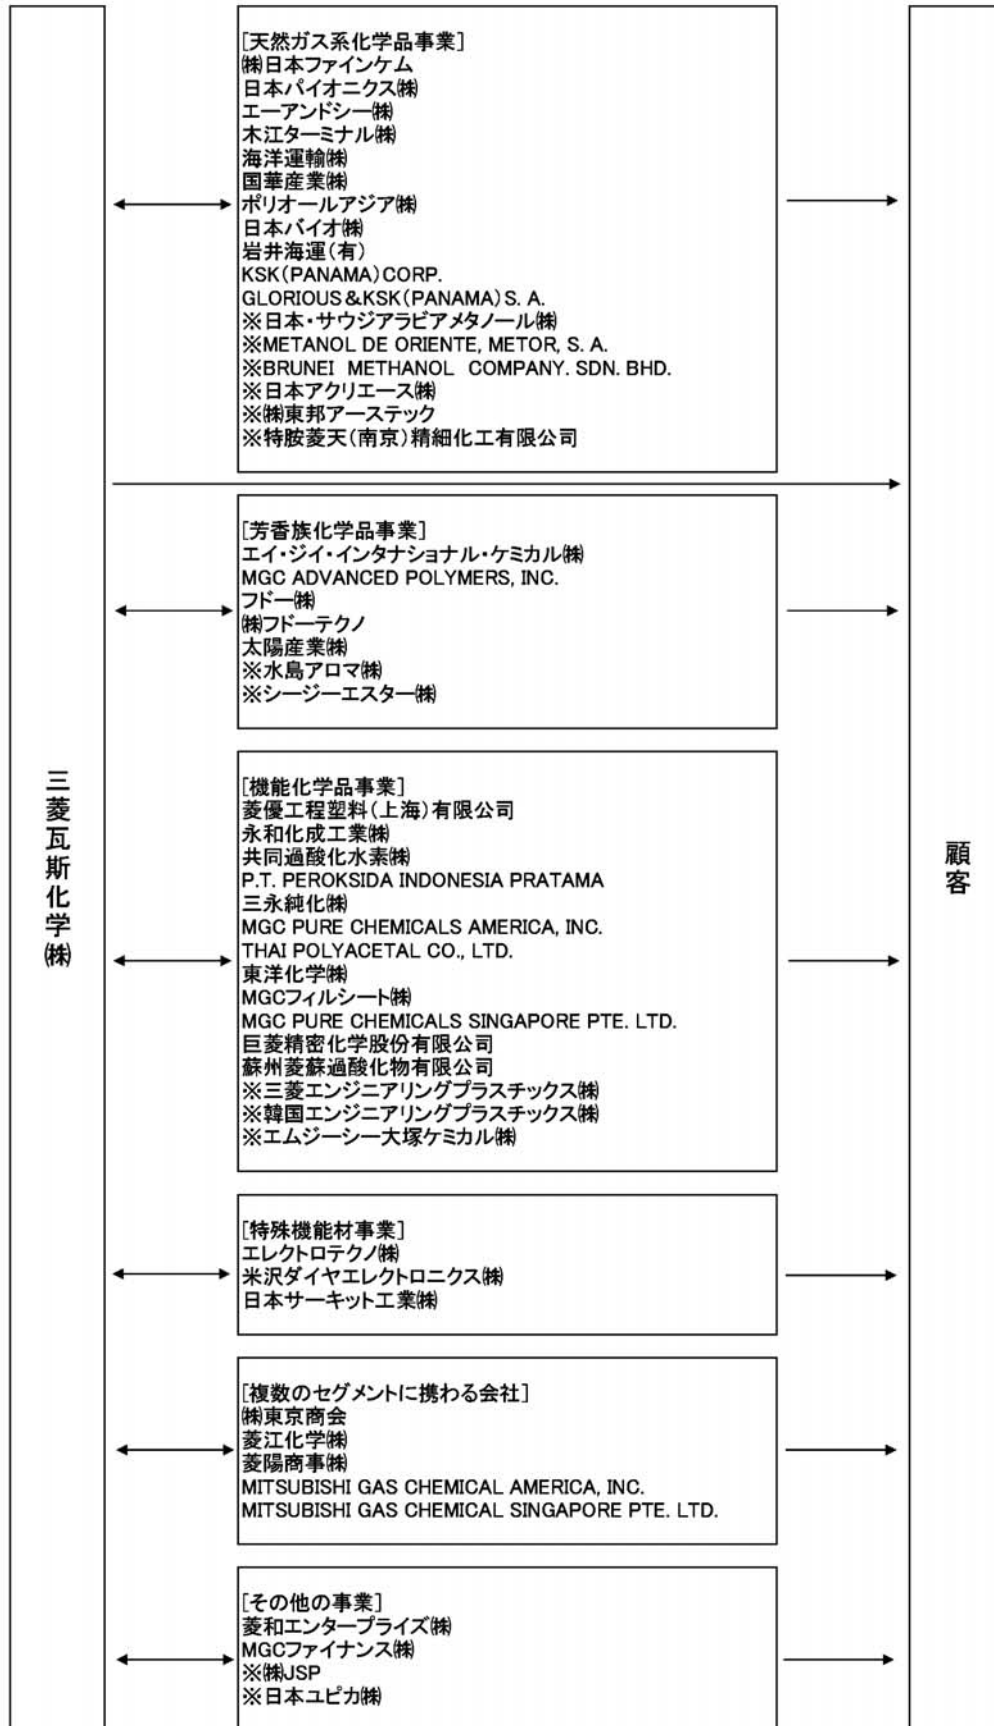 三菱瓦斯化学㈱
[天然ガス系化学品事業]
㈱日本ファインケム
日本パイオニクス㈱
エーアンドシー㈱
木江ターミナル㈱
海洋運輸㈱
国華産業㈱
ポリオールアジア㈱
日本バイオ㈱
岩井海運(有)
KSK(PANAMA)CORP.
GLORIOUS&KSK(PANAMA)S. A.
※日本・サウジアラビアメタノール㈱
※METANOL DE ORIENTE, METOR, S. A.
※BRUNEI METHANOL COMPANY. SDN. BHD.
※日本アクリエース㈱
※㈱東邦アーステック
※特胺菱天(南京)精細化工有限公司
[芳香族化学品事業]
エイ・ジイ・インタナショナル・ケミカル㈱
MGC ADVANCED POLYMERS, INC.
フドー㈱
㈱フドーテクノ
太陽産業㈱
※水島アロマ㈱
※シージーエスター㈱
[機能化学品事業]
菱優工程塑料(上海)有限公司
永和化成工業㈱
共同過酸化水素㈱
P.T. PEROKSIDA INDONESIA PRATAMA
三永純化㈱
MGC PURE CHEMICALS AMERICA, INC.
THAI POLYACETAL CO., LTD.
東洋化学㈱
MGCフィルシート㈱
MGC PURE CHEMICALS SINGAPORE PTE. LTD.
巨菱精密化学股份有限公司
蘇州菱蘇過酸化物有限公司
※三菱エンジニアリングプラスチックス㈱
※韓国エンジニアリングプラスチックス㈱
※エムジーシー大塚ケミカル㈱
[特殊機能材事業]
エレクトロテクノ㈱
米沢ダイヤエレクトロニクス㈱
日本サーキット工業㈱
[複数のセグメントに携わる会社]
㈱東京商会
菱江化学㈱
菱陽商事㈱
MITSUBISHI GAS CHEMICAL AMERICA, INC.
MITSUBISHI GAS CHEMICAL SINGAPORE PTE. LTD.
[その他の事業]
菱和エンタープライズ㈱
MGCファイナンス㈱
※㈱JSP
※日本ユピカ㈱
顧客